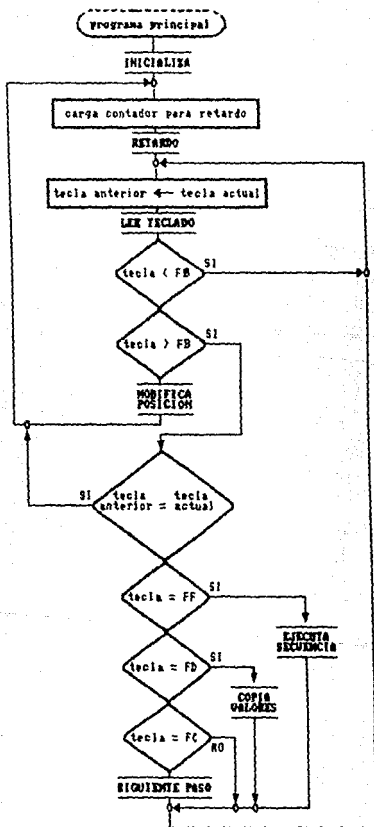 programa principal
INICIALIZA
carga contador para retardo
RETARDO
tecla anterior ← tecla actual
LEE TECLADO
tecla < F0
SI
tecla > FB
SI
MODIFICA
POSICION
SI
tecla tecla
anterior = actual
tecla = FF
SI
EJECUTA
SECUENCIA
tecla = FD
SI
COPIA
VALORES
tecla = FC
NO
SIGUIENTE PASO